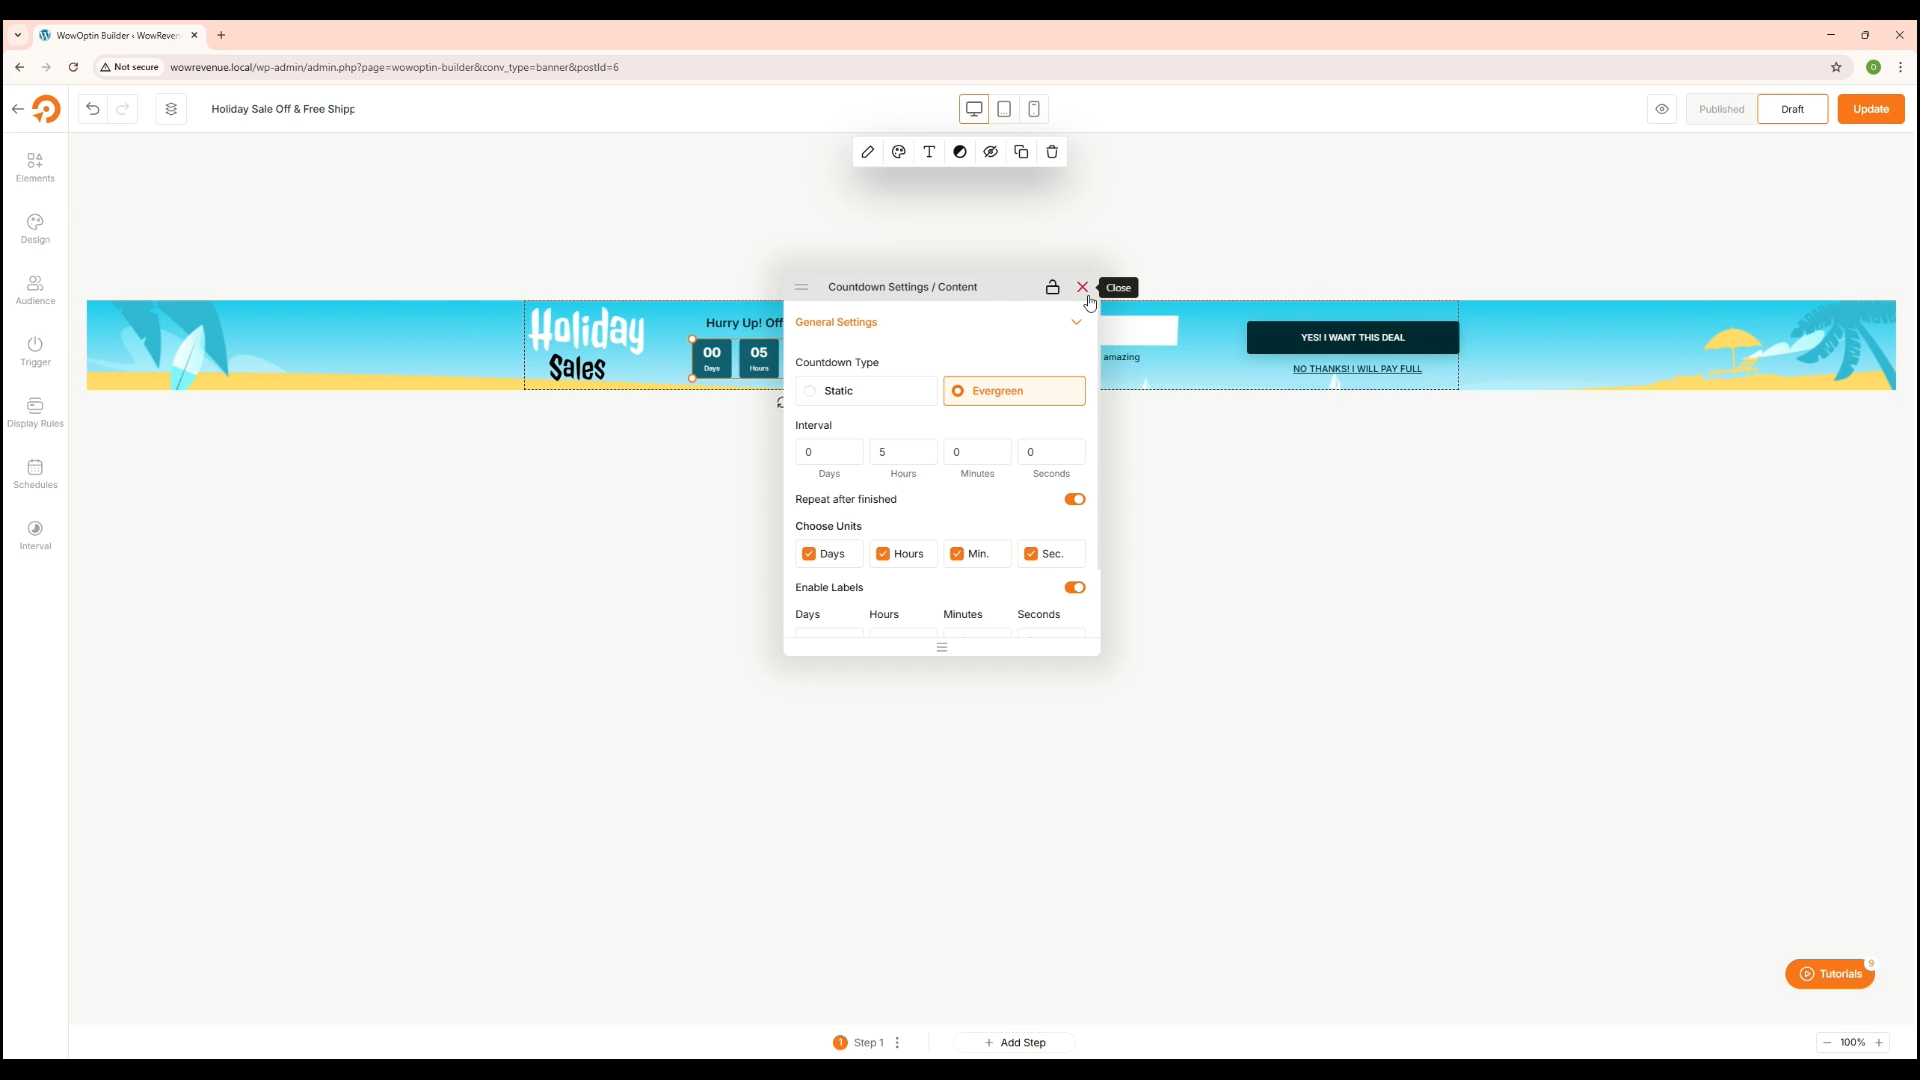 WowOptin Builder ‹ WowReven
Not secure
wowrevenue.local/wp-admin/admin.php?page=wowoptin-builder&conv_type=banner&postId=6
O
Holiday Sale Off & Free Shipp
Published
Draft
Update
Elements
Design
Audience
Trigger
Display Rules
Schedules
Interval
Holiday
Sales
Hurry Up! Off
00
Days
05
Hours
Countdown Settings / Content
Close
General Settings
Countdown Type
Static
Evergreen
Interval
0
5
0
0
Days
Hours
Minutes
Seconds
Repeat after finished
Choose Units
Days
Hours
Min.
Sec.
Enable Labels
Days
Hours
Minutes
Seconds
amazing
YES! I WANT THIS DEAL
NO THANKS! I WILL PAY FULL
Tutorials
9
1 Step 1
+ Add Step
− 100% +